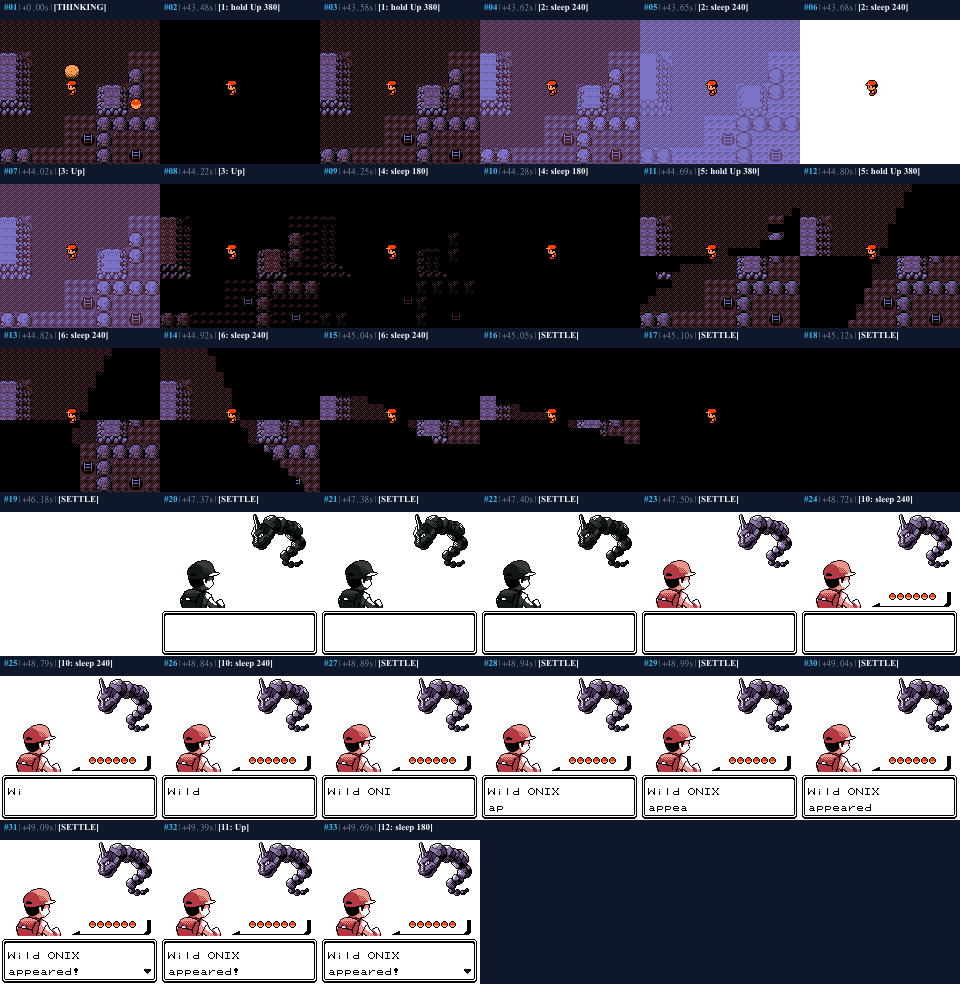 #01|+0.00s|[THINKING]
#02|+43.48s|[1: hold Up 380]
#03|+43.58s|[1: hold Up 380]
#04|+43.62s|[2: sleep 240]
#05|+43.65s|[2: sleep 240]
#06|+43.68s|[2: sleep 240]
#07|+44.02s|[3: Up]
#08|+44.22s|[3: Up]
#09|+44.25s|[4: sleep 180]
#10|+44.28s|[4: sleep 180]
#11|+44.69s|[5: hold Up 380]
#12|+44.80s|[5: hold Up 380]
#13|+44.82s|[6: sleep 240]
#14|+44.92s|[6: sleep 240]
#15|+45.04s|[6: sleep 240]
#16|+45.05s|[SETTLE]
#17|+45.10s|[SETTLE]
#18|+45.12s|[SETTLE]
#19|+46.18s|[SETTLE]
#20|+47.37s|[SETTLE]
#21|+47.38s|[SETTLE]
#22|+47.40s|[SETTLE]
#23|+47.50s|[SETTLE]
#24|+48.72s|[10: sleep 240]
#25|+48.79s|[10: sleep 240]
#26|+48.84s|[10: sleep 240]
#27|+48.89s|[SETTLE]
#28|+48.94s|[SETTLE]
#29|+48.99s|[SETTLE]
#30|+49.04s|[SETTLE]
Wi
Wild
Wild ONI
Wild ONIX
ap
Wild ONIX
appea
Wild ONIX
appeared
#31|+49.09s|[SETTLE]
#32|+49.39s|[11: Up]
#33|+49.69s|[12: sleep 180]
Wild ONIX
appeared!
Wild ONIX
appeared!
Wild ONIX
appeared!